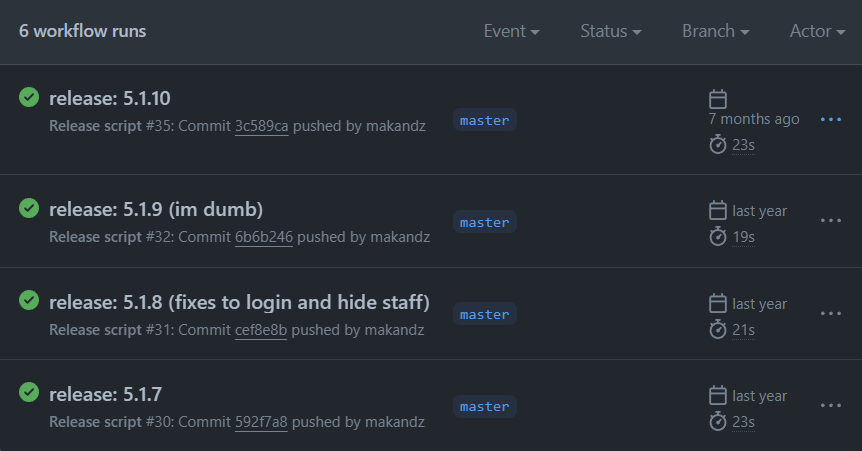 6 workflow runs
Event
Status
Branch
Actor
release: 5.1.10
Release script #35: Commit 3c589ca pushed by makandz
master
7 months ago
23s
release: 5.1.9 (im dumb)
Release script #32: Commit 6b6b246 pushed by makandz
master
last year
19s
release: 5.1.8 (fixes to login and hide staff)
Release script #31: Commit cef8e8b pushed by makandz
master
last year
21s
release: 5.1.7
Release script #30: Commit 592f7a8 pushed by makandz
master
last year
23s